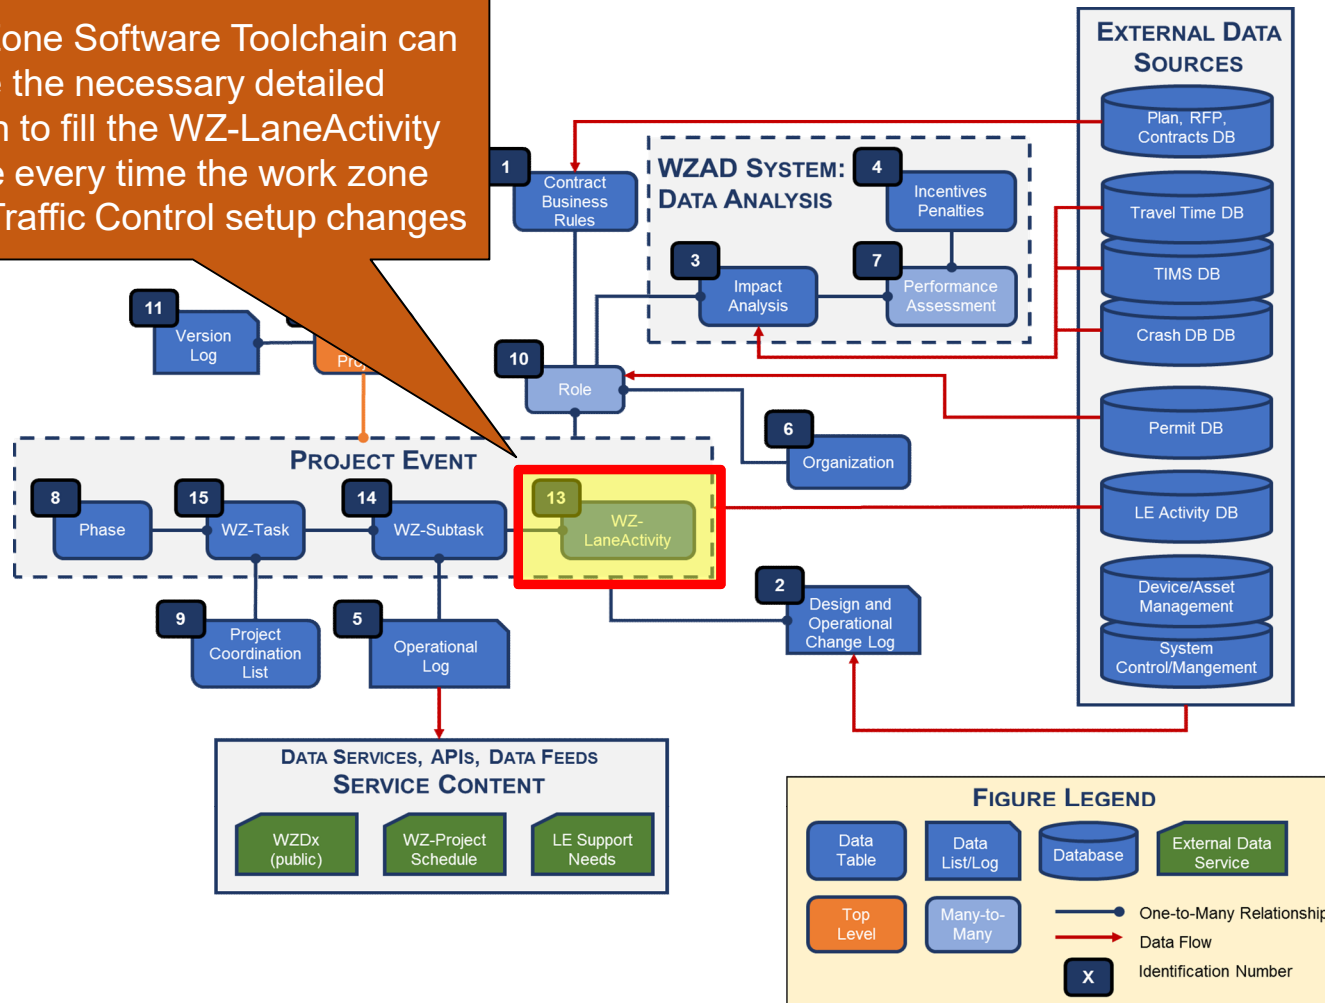 one Software Toolchain can
the necessary detailed
to fill the WZ-LaneActivity
every time the work zone
Traffic Control setup changes
EXTERNAL DATA
SOURCES
Plan, RFP,
Contracts DB
Travel Time DB
TIMS DB
Crash DB DB
Permit DB
LE Activity DB
Device/Asset
Management
System
Control/Mangement
1
Contract
Business
Rules
WZAD SYSTEM:
DATA ANALYSIS
4
Incentives
Penalties
3
Impact
Analysis
7
Performance
Assessment
11
Version
Log
10
Role
6
Organization
PROJECT EVENT
8
Phase
15
WZ-Task
14
WZ-Subtask
13
WZ-
LaneActivity
9
Project
Coordination
List
5
Operational
Log
2
Design and
Operational
Change Log
DATA SERVICES, APIS, DATA FEEDS
SERVICE CONTENT
WZDx
(public)
WZ-Project
Schedule
LE Support
Needs
FIGURE LEGEND
Data
Table
Data
List/Log
Database
External Data
Service
Top
Level
Many-to-
Many
One-to-Many Relationship
Data Flow
X
Identification Number